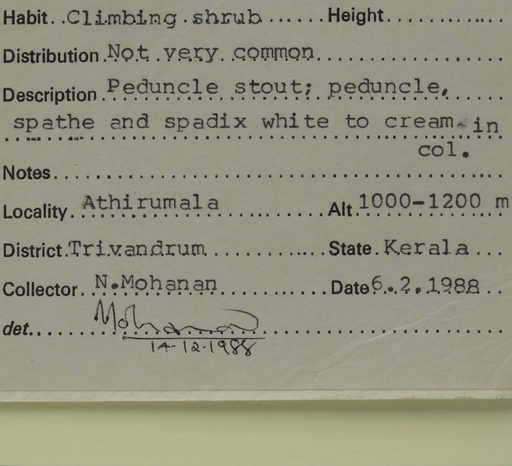 Habit. Climbing shrub Height
Distribution. Not very common
Description. Peduncle stout; peduncle,
spathe and spadix white to cream in
col.
Notes
Locality. Athirumala Alt. 1000-1200 m
District. Trivandrum State. Kerala
Collector. N.Mohanan Date 6.2.1988
det. Mohanan
14.12.1988